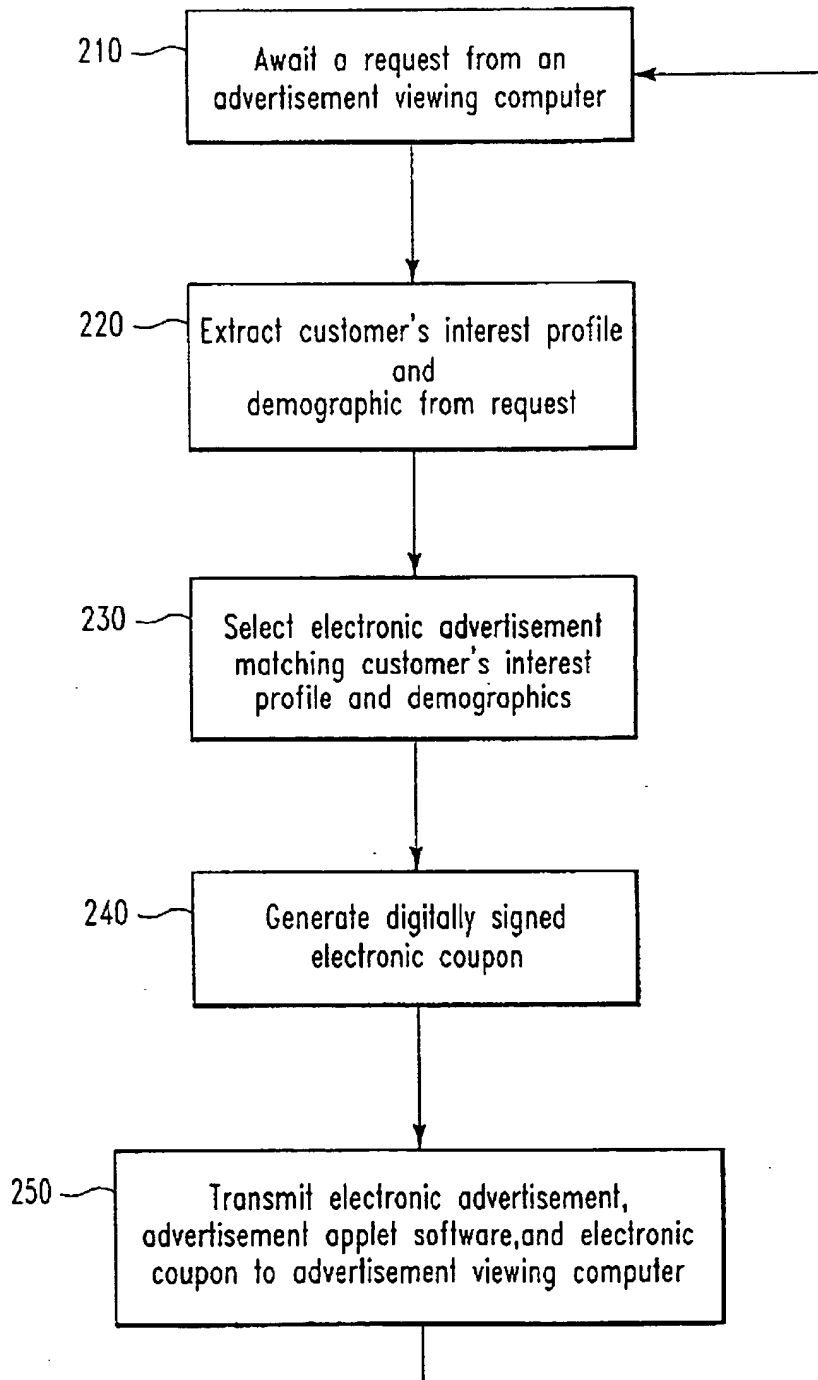 210
Await a request from an
advertisement viewing computer
220
Extract customer's interest profile
and
demographic from request
230
Select electronic advertisement
matching customer's interest
profile and demographics
240
Generate digitally signed
electronic coupon
250
Transmit electronic advertisement,
advertisement applet software,and electronic
coupon to advertisement viewing computer